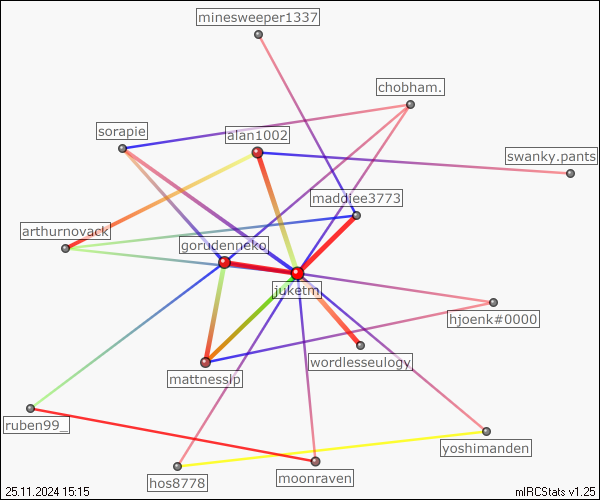 minesweeper1337
chobham.
sorapie
alan1002
swanky.pants
maddiee3773
arthurnovack
gorudenneko
juketm
hjoenk#0000
wordlesseulogy
mattnesslp
ruben99_
yoshimanden
hos8778
moonraven
25.11.2024 15:15
mIRCStats v1.25